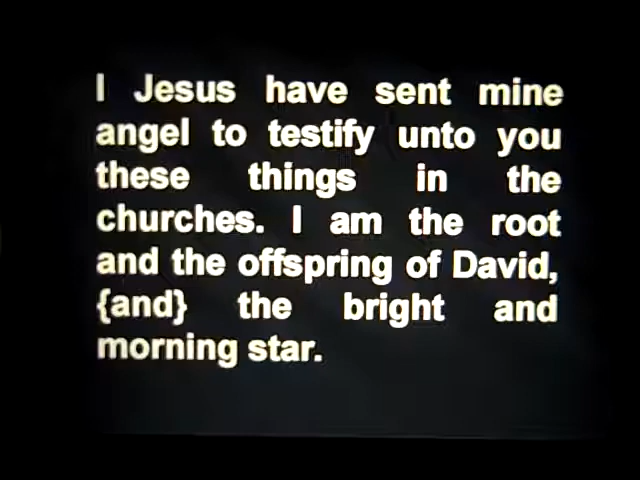 I Jesus have sent mine
angel to testify unto you
these things in the
churches. I am the root
and the offspring of David,
{and} the bright and
morning star.